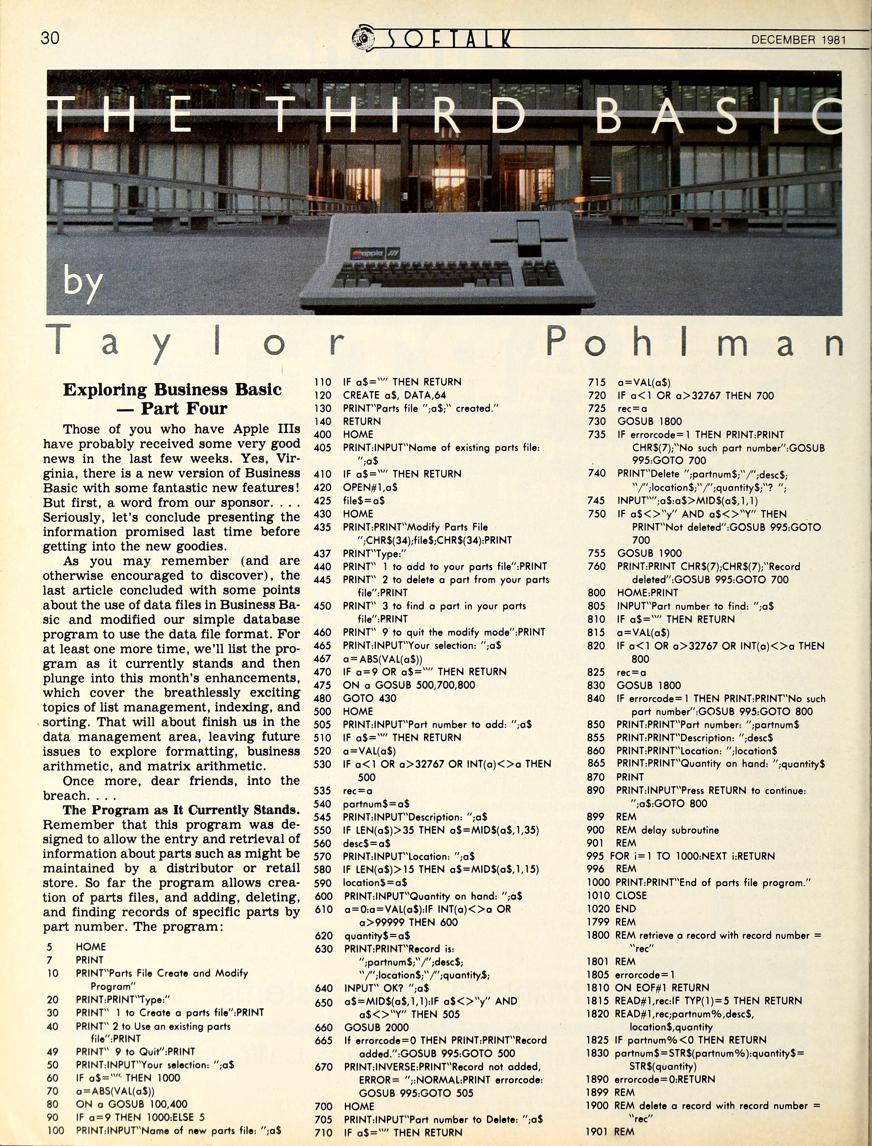 30
SOFTALK
DECEMBER 1981
THE THIRD BASIC
apple ///
by
Taylor Pohlman
Exploring Business Basic
— Part Four
Those of you who have Apple IIIs
have probably received some very good
news in the last few weeks. Yes, Vir-
ginia, there is a new version of Business
Basic with some fantastic new features!
But first, a word from our sponsor. . . .
Seriously, let's conclude presenting the
information promised last time before
getting into the new goodies.
As you may remember (and are
otherwise encouraged to discover), the
last article concluded with some points
about the use of data files in Business Ba-
sic and modified our simple database
program to use the data file format. For
at least one more time, we'll list the pro-
gram as it currently stands and then
plunge into this month's enhancements,
which cover the breathlessly exciting
topics of list management, indexing, and
sorting. That will about finish us in the
data management area, leaving future
issues to explore formatting, business
arithmetic, and matrix arithmetic.
Once more, dear friends, into the
breach. . . .
The Program as It Currently Stands.
Remember that this program was de-
signed to allow the entry and retrieval of
information about parts such as might be
maintained by a distributor or retail
store. So far the program allows crea-
tion of parts files, and adding, deleting,
and finding records of specific parts by
part number. The program:
5 HOME
7 PRINT
10 PRINT"Parts File Create and Modify
Program"
20 PRINT:PRINT"Type:"
30 PRINT" 1 to Create a parts file":PRINT
40 PRINT" 2 to Use an existing parts
file":PRINT
49 PRINT" 9 to Quit":PRINT
50 PRINT:INPUT"Your selection: ";a$
60 IF a$="" THEN 1000
70 a=ABS(VAL(a$))
80 ON a GOSUB 100,400
90 IF a=9 THEN 1000:ELSE 5
100 PRINT:INPUT"Name of new parts file: ";a$
110 IF a$="" THEN RETURN
120 CREATE a$, DATA,64
130 PRINT"Parts file ";a$;" created."
140 RETURN
400 HOME
405 PRINT:INPUT"Name of existing parts file:
";a$
410 IF a$="" THEN RETURN
420 OPEN#1,a$
425 file$=a$
430 HOME
435 PRINT:PRINT"Modify Parts File
";CHR$(34);file$;CHR$(34):PRINT
437 PRINT"Type:"
440 PRINT" 1 to add to your parts file":PRINT
445 PRINT" 2 to delete a part from your parts
file":PRINT
450 PRINT" 3 to find a part in your parts
file":PRINT
460 PRINT" 9 to quit the modify mode":PRINT
465 PRINT:INPUT"Your selection: ";a$
467 a=ABS(VAL(a$))
470 IF a=9 OR a$="" THEN RETURN
475 ON a GOSUB 500,700,800
480 GOTO 430
500 HOME
505 PRINT:INPUT"Part number to add: ";a$
510 IF a$="" THEN RETURN
520 a=VAL(a$)
530 IF a<1 OR a>32767 OR INT(a)<>a THEN
500
535 rec=a
540 partnum$=a$
545 PRINT:INPUT"Description: ";a$
550 IF LEN(a$)>35 THEN a$=MID$(a$,1,35)
560 desc$=a$
570 PRINT:INPUT"Location: ";a$
580 IF LEN(a$)>15 THEN a$=MID$(a$,1,15)
590 location$=a$
600 PRINT:INPUT"Quantity on hand: ";a$
610 a=0:a=VAL(a$):IF INT(a)<>a OR
a>99999 THEN 600
620 quantity$=a$
630 PRINT:PRINT"Record is:
";partnum$;"/";desc$;
"/";location$;"/";quantity$;
640 INPUT" OK? ";a$
650 a$=MID$(a$,1,1):IF a$<>"y" AND
a$<>"Y" THEN 505
660 GOSUB 2000
665 If errorcode=0 THEN PRINT:PRINT"Record
added.":GOSUB 995:GOTO 500
670 PRINT:INVERSE:PRINT"Record not added,
ERROR= ";:NORMAL:PRINT errorcode:
GOSUB 995:GOTO 505
700 HOME
705 PRINT:INPUT"Part number to Delete: ";a$
710 IF a$="" THEN RETURN
715 a=VAL(a$)
720 IF a<1 OR a>32767 THEN 700
725 rec=a
730 GOSUB 1800
735 IF errorcode=1 THEN PRINT:PRINT
CHR$(7);"No such part number":GOSUB
995:GOTO 700
740 PRINT"Delete ";partnum$;"/";desc$;
"/";location$;"/";quantity$;"? ";
745 INPUT"";a$:a$>MID$(a$,1,1)
750 IF a$<>"y" AND a$<>"Y" THEN
PRINT"Not deleted":GOSUB 995:GOTO
700
755 GOSUB 1900
760 PRINT:PRINT CHR$(7);CHR$(7);"Record
deleted":GOSUB 995:GOTO 700
800 HOME:PRINT
805 INPUT"Part number to find: ";a$
810 IF a$="" THEN RETURN
815 a=VAL(a$)
820 IF a<1 OR a>32767 OR INT(a)<>a THEN
800
825 rec=a
830 GOSUB 1800
840 IF errorcode=1 THEN PRINT:PRINT"No such
part number":GOSUB 995:GOTO 800
850 PRINT:PRINT"Part number: ";partnum$
855 PRINT:PRINT"Description: ";desc$
860 PRINT:PRINT"Location: ";location$
865 PRINT:PRINT"Quantity on hand: ";quantity$
870 PRINT
890 PRINT:INPUT"Press RETURN to continue:
";a$:GOTO 800
899 REM
900 REM delay subroutine
901 REM
995 FOR i=1 TO 1000:NEXT i:RETURN
996 REM
1000 PRINT:PRINT"End of parts file program."
1010 CLOSE
1020 END
1799 REM
1800 REM retrieve a record with record number =
"rec"
1801 REM
1805 errorcode=1
1810 ON EOF#1 RETURN
1815 READ#1,rec:IF TYP(1)=5 THEN RETURN
1820 READ#1,rec;partnum%,desc$,
location$,quantity
1825 IF partnum%<0 THEN RETURN
1830 partnum$=STR$(partnum%):quantity$=
STR$(quantity)
1890 errorcode=0:RETURN
1899 REM
1900 REM delete a record with record number =
"rec"
1901 REM